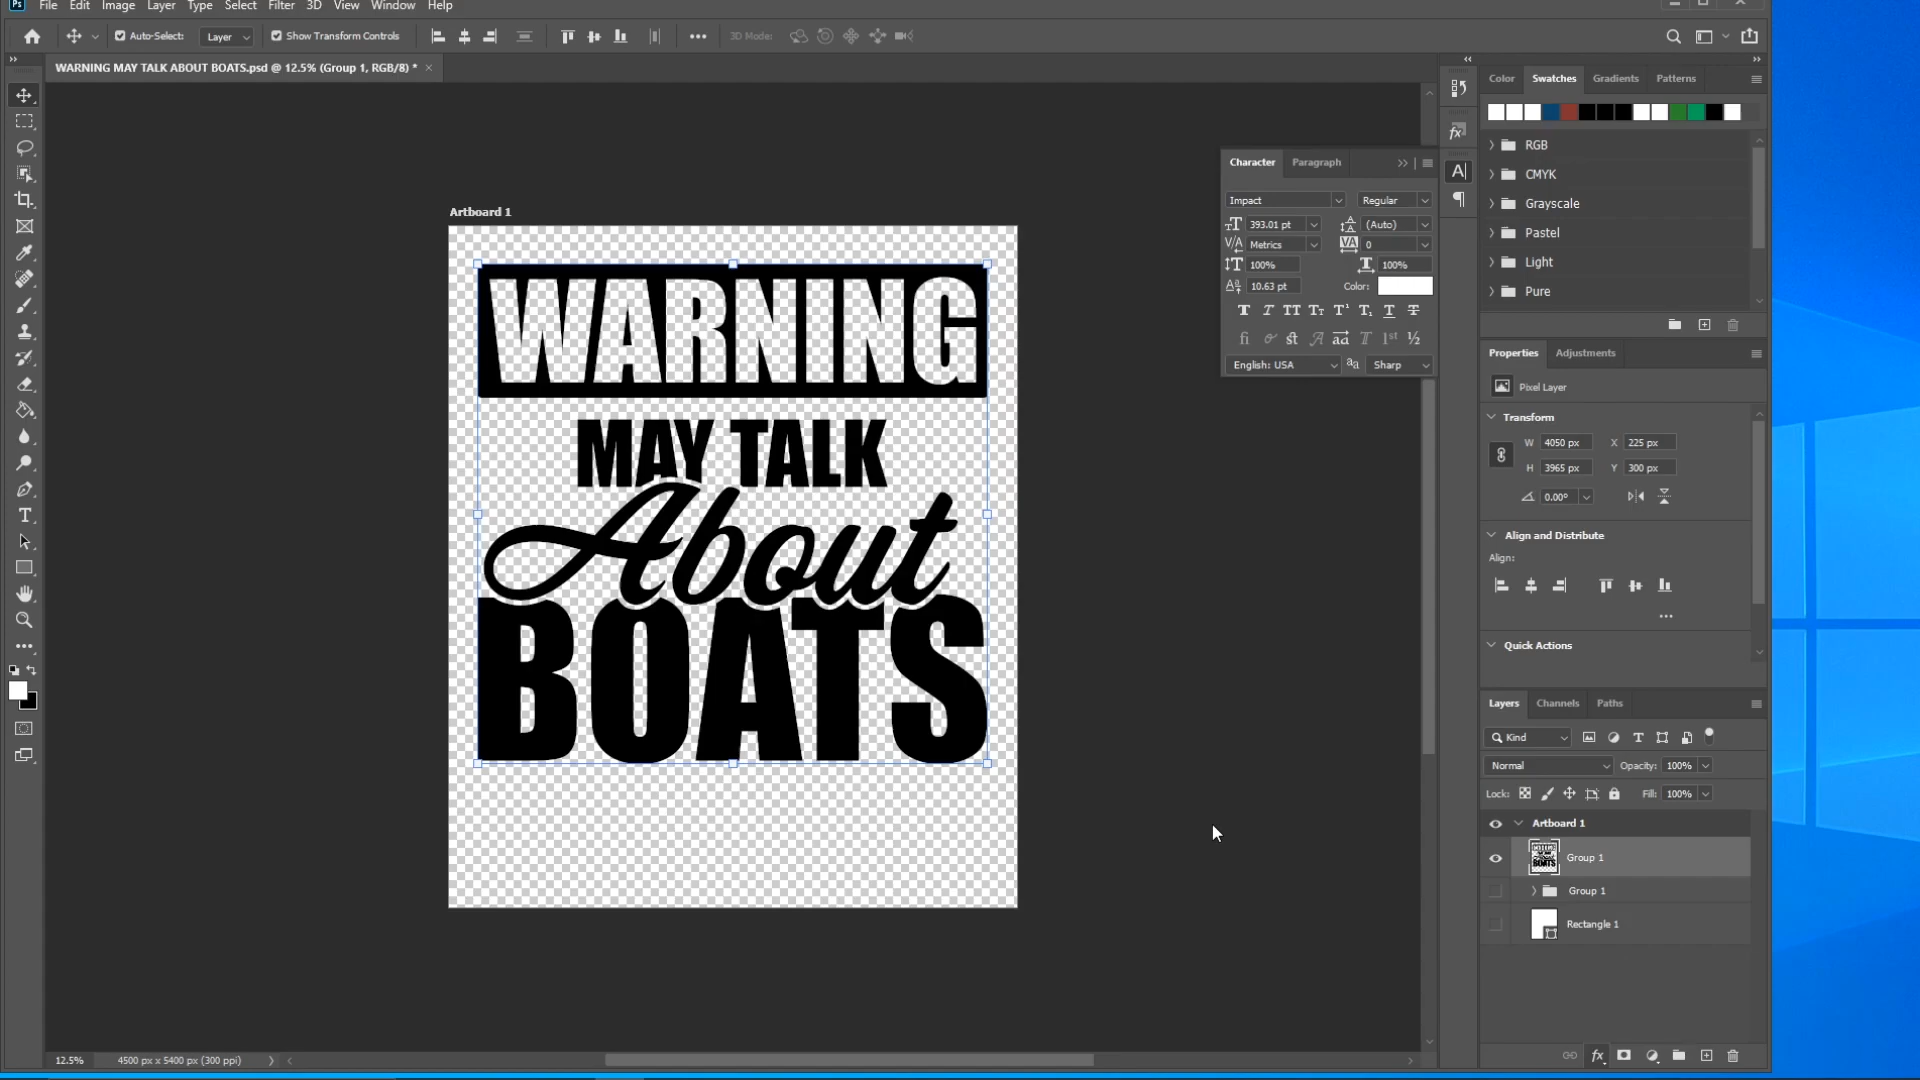 Ps File Edit Image Layer Type Select Filter 3D View Window Help
Auto-Select: Layer Show Transform Controls 3D Mode:
WARNING MAY TALK ABOUT BOATS.psd @ 12.5% (Group 1, RGB/8) *
Color Swatches Gradients Patterns
RGB
CMYK
Grayscale
Pastel
Light
Pure
Character Paragraph
Impact Regular
393.01 pt (Auto)
Metrics 0
100% 100%
10.63 pt Color:
English: USA Sharp
Artboard 1
WARNING
MAY TALK
About
BOATS
Properties Adjustments
Pixel Layer
Transform
W 4050 px X 225 px
H 3965 px Y 300 px
0.00°
Align and Distribute
Align:
Quick Actions
Layers Channels Paths
Kind
Normal Opacity: 100%
Lock: Fill: 100%
Artboard 1
Group 1
Group 1
Rectangle 1
12.5% 4500 px x 5400 px (300 ppi)